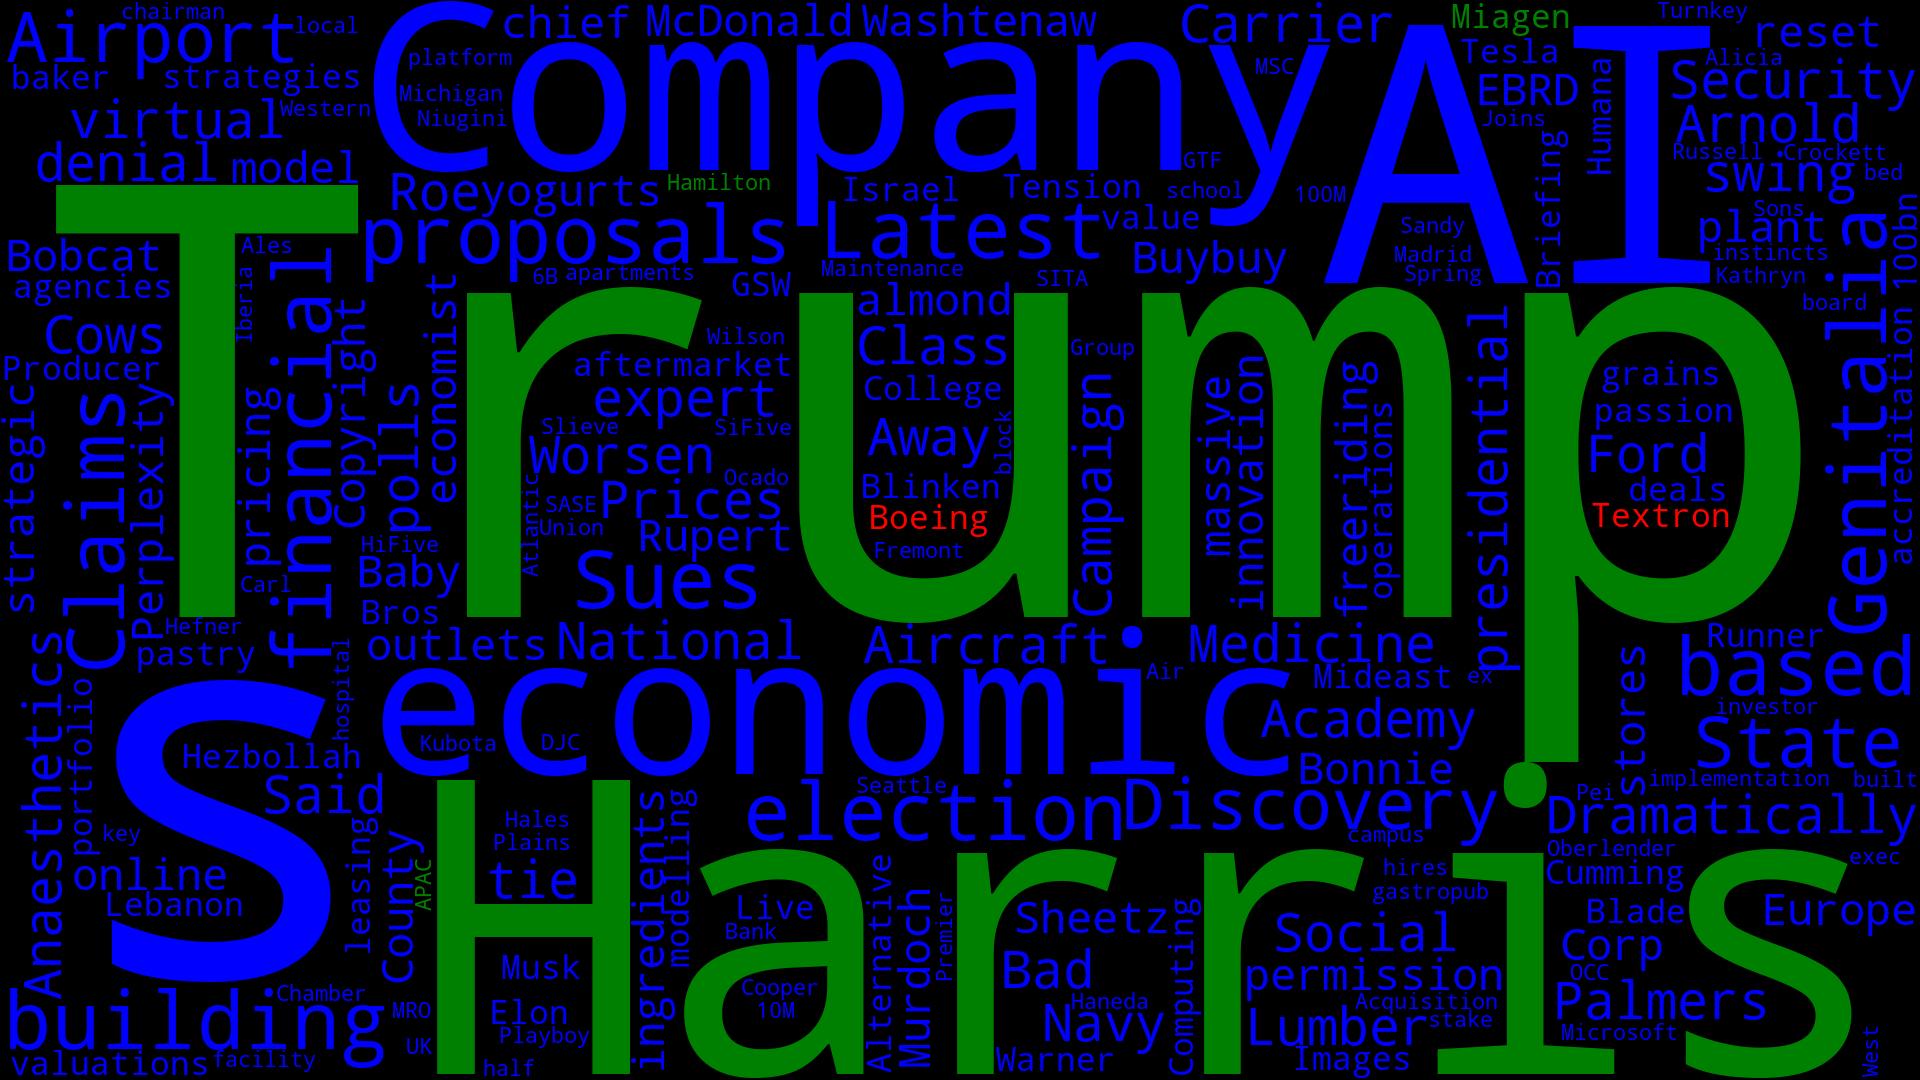 chairman
Airport
local
baker
strategies
virtual
Western
denial
model
Company
chief
McDonald
Washtenaw
Carrier
platform
Michigan
Niugini
MSC
GTF
AI
Miagen
Tesla
EBRD
Joins
Humana
Briefing
Turnkey
reset
Alicia
Security
Arnold
Russell
Crockett
swing
bed
Sons
plant
instincts
Kathryn
board
Trump
Roeyogurts
Hamilton
Israel
Tension
school
100M
proposals
Latest
value
Buybuy
Sandy
Madrid
Spring
Bobcat
agencies
Ales
Iberia
financial
6B
apartments
GSW
Maintenance
SITA
Cows
Producer
Copyright
economist
Wilson
almond
Class
Group
aftermarket
expert
College
Away
block
Slieve
SiFive
Worsen
Ocado
SASE
Prices
Union
Rupert
Atlantic
Blinken
Boeing
Fremont
Campaign
massive
innovation
freeriding
operations
presidential
grains
passion
Ford
deals
Textron
Genitalia
accreditation
100bn
strategic
Claims
Perplexity
pricing
polls
HiFive
Baby
Carl
Bros
Sues
Hefner
pastry
outlets
National
Aircraft
Medicine
Air
Mideast
ex
Runner
based
investor
State
stores
Anaesthetics
portfolio
hospital
S
economic
Kubota
DJC
Academy
Bonnie
Hezbollah
Said
Seattle
election
Discovery
implementation
built
Pei
Dramatically
key
online
Lebanon
leasing
County
APAC
Harris
Hales
Plains
tie
ingredients
modelling
Live
Bank
Alternative
Murdoch
Premier
Sheetz
Bad
Computing
campus
hires
gastropub
Social
permission
Oberlender
Cumming
exec
Blade
Europe
Corp
OCC
Palmers
Microsoft
West
building
Chamber
valuations
facility
MRO
UK
Musk
Elon
Playboy
half
Cooper
10M
Haneda
Navy
Warner
Acquisition
Lumber
stake
Images